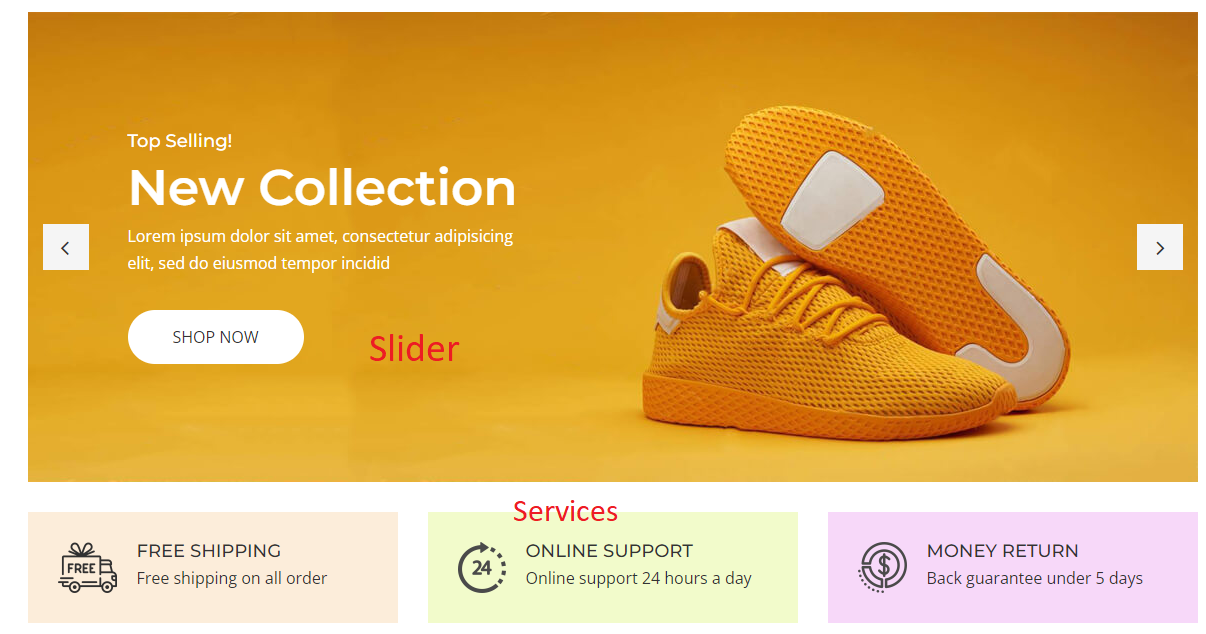 Top Selling!
New Collection
Lorem ipsum dolor sit amet, consectetur adipisicing
elit, sed do eiusmod tempor incidid
SHOP NOW
Slider
Services
FREE
FREE SHIPPING
Free shipping on all order
24
ONLINE SUPPORT
Online support 24 hours a day
$
MONEY RETURN
Back guarantee under 5 days